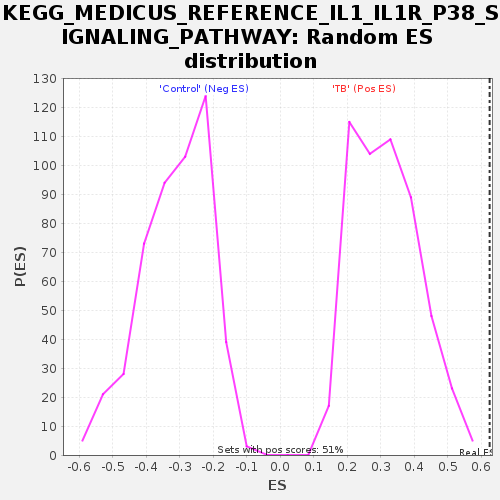 KEGG_MEDICUS_REFERENCE_IL1_IL1R_P38_S
IGNALING_PATHWAY: Random ES
distribution
'Control' (Neg ES) 'TB' (Pos ES)
130
120
110
100
90
80
70
60
50
40
30
20
10
0
P(ES)
Sets with pos scores: 51%
Real ES
-0.6 -0.5 -0.4 -0.3 -0.2 -0.1 0.0 0.1 0.2 0.3 0.4 0.5 0.6
ES